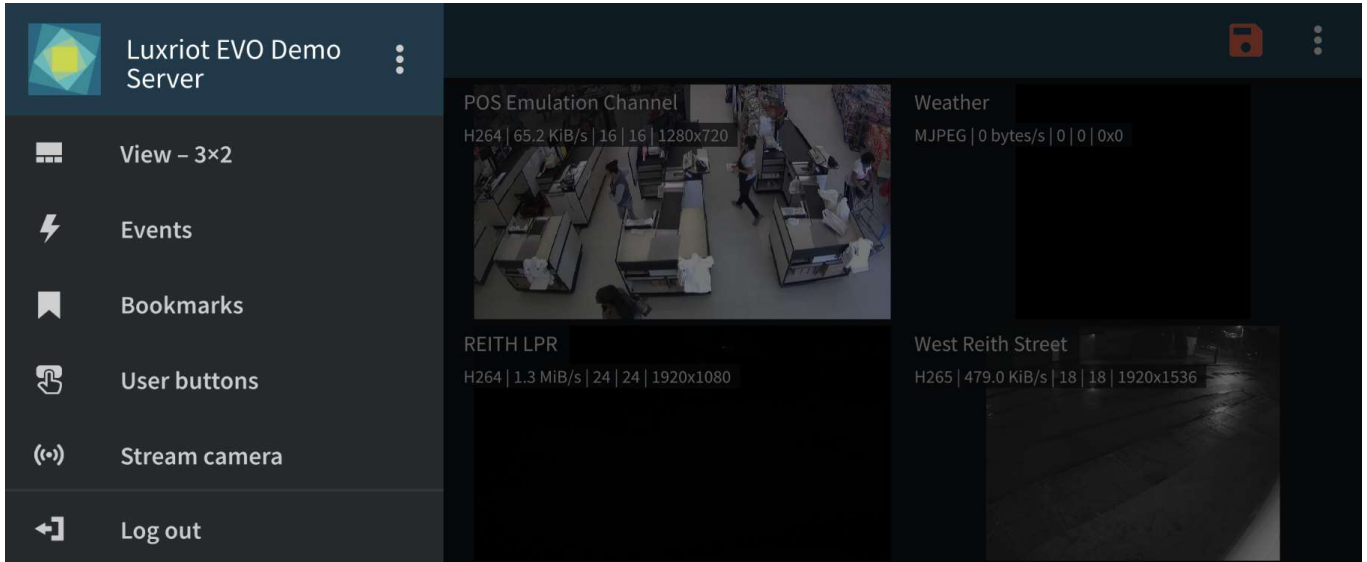 Luxriot EVO Demo
Server
View – 3×2
Events
Bookmarks
User buttons
Stream camera
Log out
POS Emulation Channel
H264 | 65.2 KiB/s | 16 | 16 | 1280x720
Weather
MJPEG | 0 bytes/s | 0 | 0 | 0x0
REITH LPR
H264 | 1.3 MiB/s | 24 | 24 | 1920x1080
West Reith Street
H265 | 479.0 KiB/s | 18 | 18 | 1920x1536